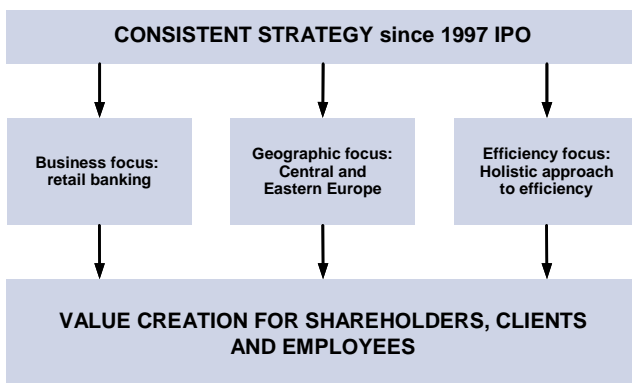 CONSISTENT STRATEGY since 1997 IPO
Business focus:
retail banking
Geographic focus:
Central and
Eastern Europe
Efficiency focus:
Holistic approach
to efficiency
VALUE CREATION FOR SHAREHOLDERS, CLIENTS
AND EMPLOYEES